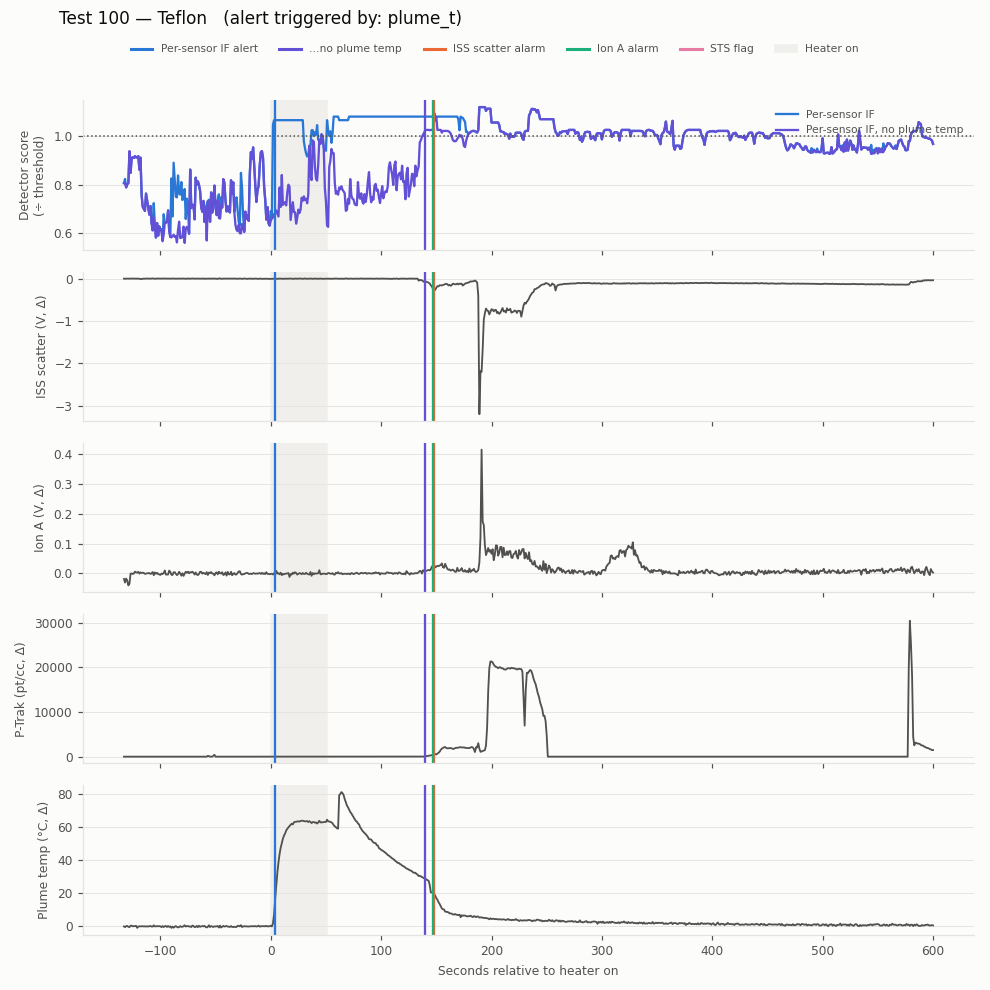 Test 100 — Teflon   (alert triggered by: plume_t)
Per-sensor IF alert
...no plume temp
ISS scatter alarm
Ion A alarm
STS flag
Heater on
Detector score
(÷ threshold)
1.0
0.8
0.6
Per-sensor IF
Per-sensor IF, no plume temp
ISS scatter (V, Δ)
0
−1
−2
−3
Ion A (V, Δ)
0.4
0.3
0.2
0.1
0.0
P-Trak (pt/cc, Δ)
30000
20000
10000
0
Plume temp (°C, Δ)
80
60
40
20
0
−100
0
100
200
300
400
500
600
Seconds relative to heater on